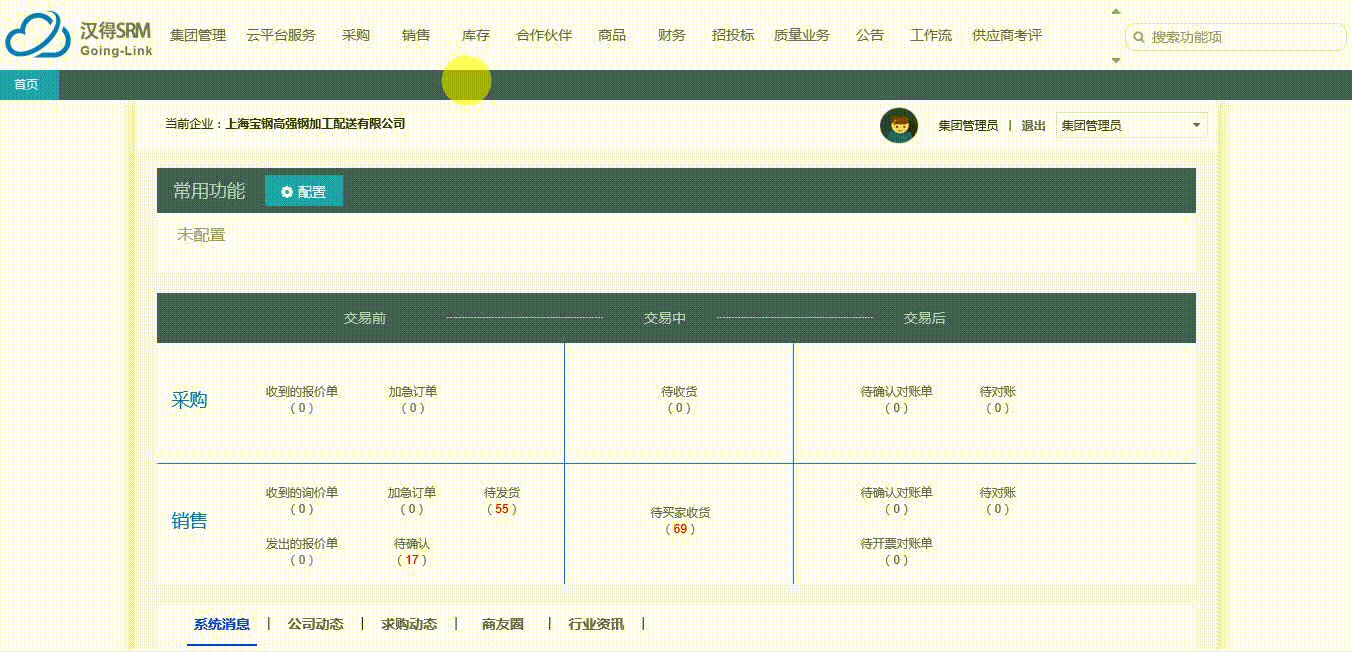 汉得SRM
Going-Link
集团管理 云平台服务 采购 销售 库存 合作伙伴 商品 财务 招投标 质量业务 公告 工作流 供应商考评 搜索功能项
首页
当前企业：上海宝钢高强钢加工配送有限公司 集团管理员 | 退出 集团管理员
常用功能 配置
未配置
交易前 交易中 交易后
采购
收到的报价单 加急订单 待收货 待确认对账单 待对账
（0） （0） （0） （0） （0）
销售
收到的询价单 加急订单 待发货 待买家收货 待确认对账单 待对账
（0） （0） （55） （69） （0） （0）
发出的报价单 待确认 待开票对账单
（0） （17） （0）
系统消息 | 公司动态 | 求购动态 | 商友圈 | 行业资讯 |